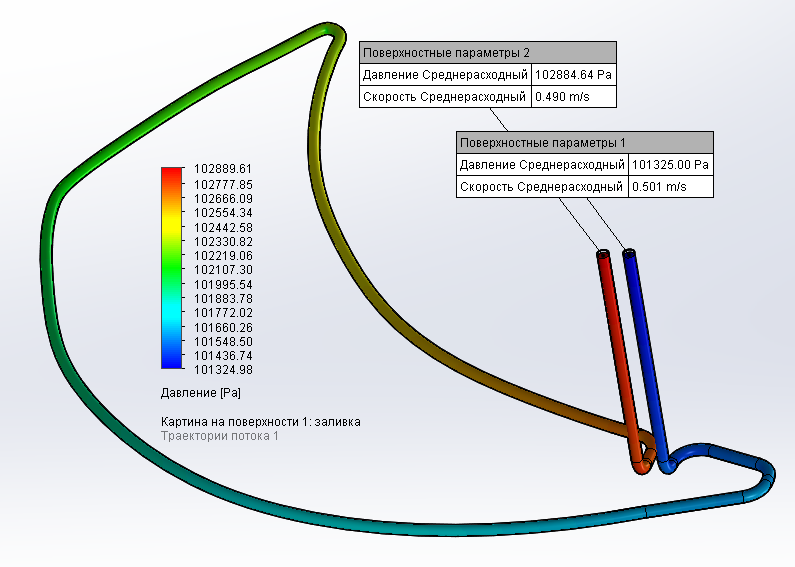 Поверхностные параметры 2
Давление Среднерасходный 102884.64 Pa
Скорость Среднерасходный 0.490 m/s
Поверхностные параметры 1
Давление Среднерасходный 101325.00 Pa
Скорость Среднерасходный 0.501 m/s
102889.61
102777.85
102666.09
102554.34
102442.58
102330.82
102219.06
102107.30
101995.54
101883.78
101772.02
101660.26
101548.50
101436.74
101324.98
Давление [Pa]
Картина на поверхности 1: заливка
Траектории потока 1